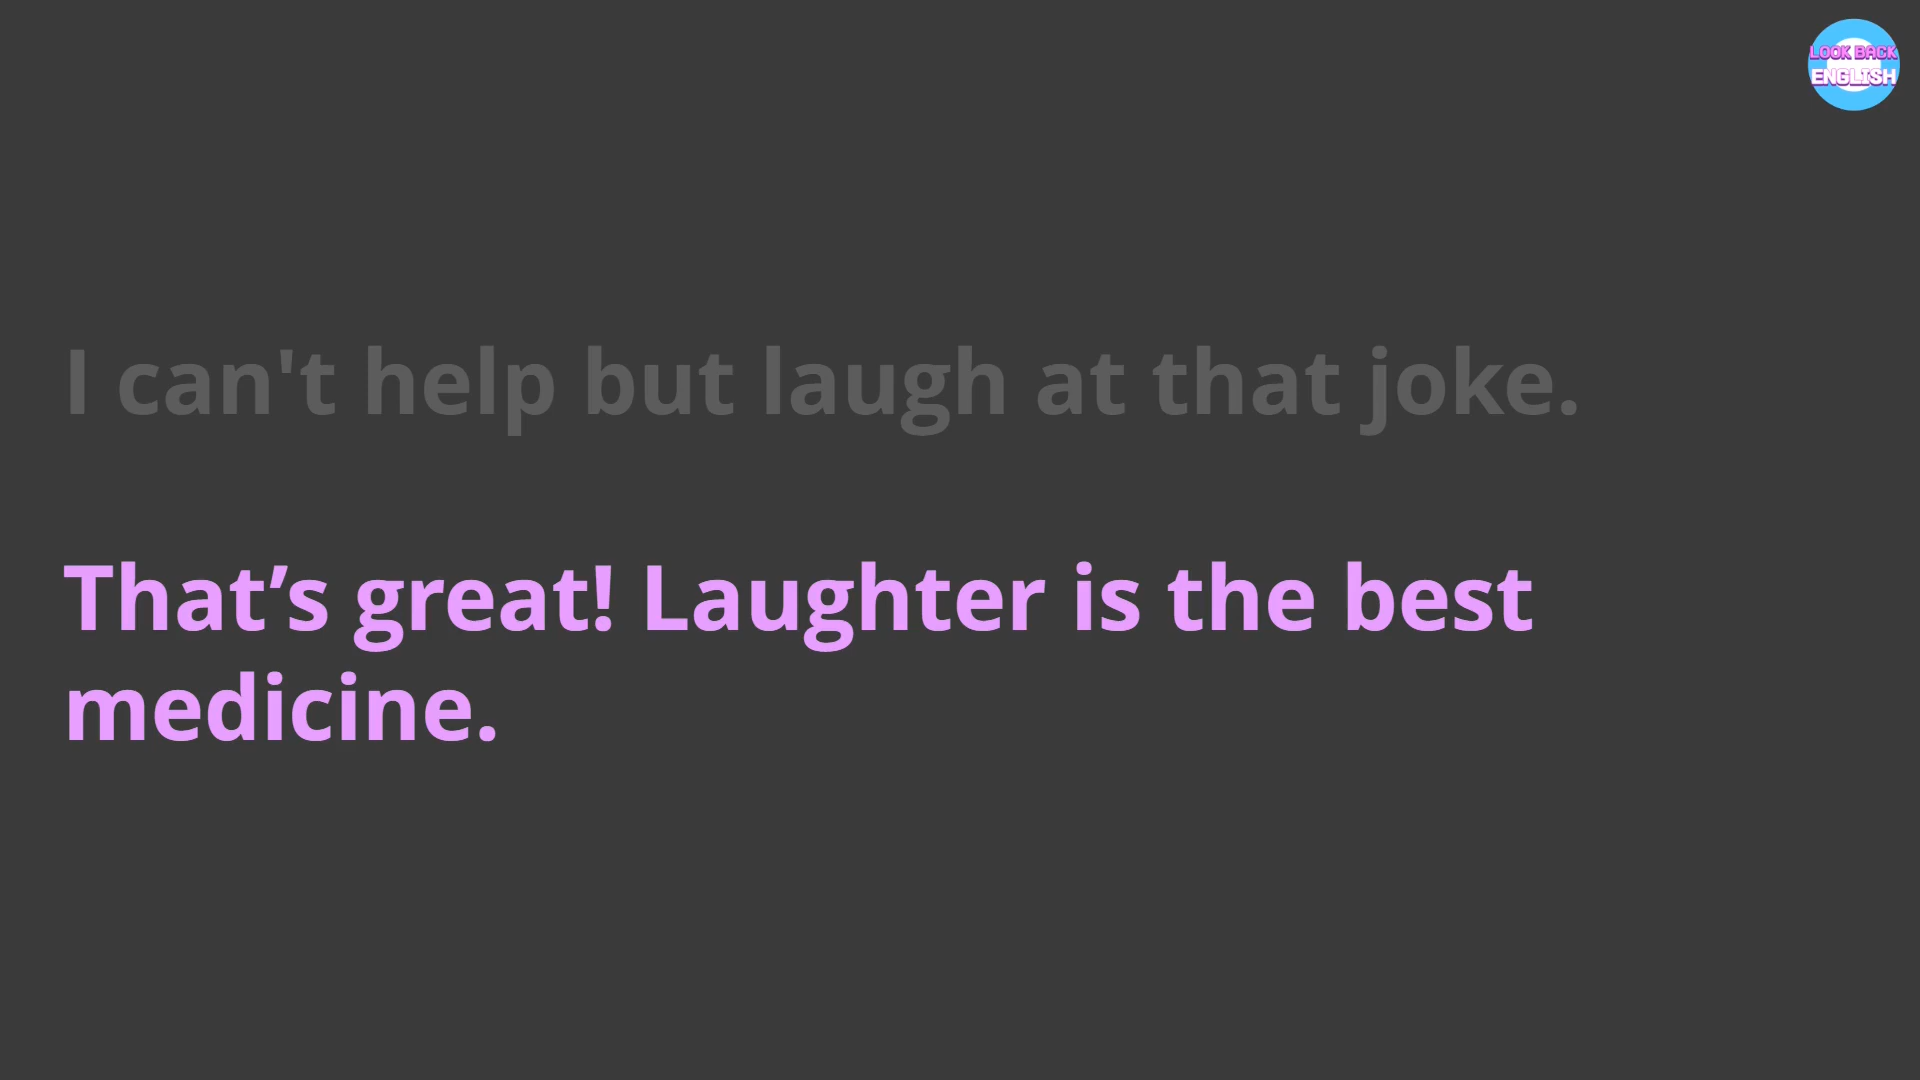 LOOK BACK
ENGLISH
I can't help but laugh at that joke.
That’s great! Laughter is the best
medicine.